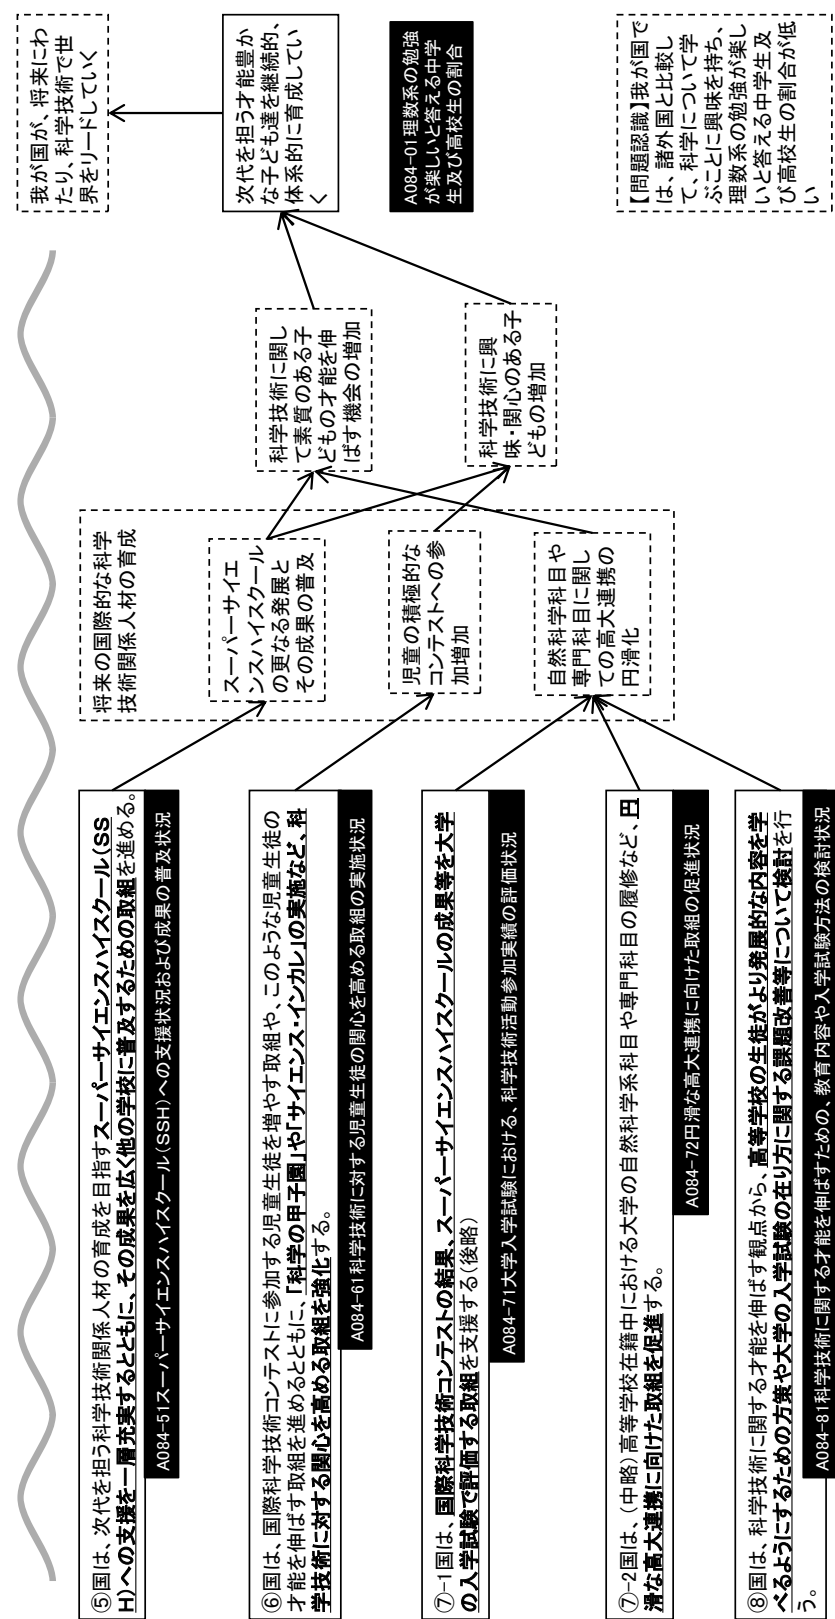 ⑤国は、次代を担う科学技術関係人材の育成を目指すスーパーサイエンスハイスクール(SS
H)への支援を一層充実するとともに、その成果を広く他の学校に普及するための取組を進める。
A084-51スーパーサイエンスハイスクール(SSH)への支援状況および成果の普及状況
⑥国は、国際科学技術コンテストに参加する児童生徒を増やす取組や、このような児童生徒の
才能を伸ばす取組を進めるとともに、「科学の甲子園」や「サイエンス・インカレ」の実施など、科
学技術に対する関心を高める取組を強化する。
A084-61科学技術に対する児童生徒の関心を高める取組の実施状況
⑦-1国は、国際科学技術コンテストの結果、スーパーサイエンスハイスクールの成果等を大学
の入学試験で評価する取組を支援する(後略)
A084-71大学入学試験における、科学技術活動参加実績の評価状況
⑦-2国は、(中略)高等学校在籍中における大学の自然科学系科目や専門科目の履修など、円
滑な高大連携に向けた取組を促進する。
A084-72円滑な高大連携に向けた取組の促進状況
⑧国は、科学技術に関する才能を伸ばす観点から、高等学校の生徒がより発展的な内容を学
べるようにするための方策や大学の入学試験の在り方に関する課題改善等について検討を行
う。
A084-81科学技術に関する才能を伸ばすための、教育内容や入学試験方法の検討状況
将来の国際的な科学
技術関係人材の育成
スーパーサイエ
ンスハイスクール
の更なる発展と
その成果の普及
児童の積極的な
コンテストへの参
加増加
自然科学科目や
専門科目に関し
ての高大連携の
円滑化
科学技術に関し
て素質のある子
どもの才能を伸
ばす機会の増加
科学技術に興
味・関心のある子
どもの増加
我が国が、将来にわ
たり、科学技術で世
界をリードしていく
次代を担う才能豊か
な子ども達を継続的、
体系的に育成してい
く
A084-01理数系の勉強
が楽しいと答える中学
生及び高校生の割合
【問題認識】我が国で
は、諸外国と比較し
て、科学について学
ぶことに興味を持ち、
理数系の勉強が楽し
いと答える中学生及
び高校生の割合が低
い